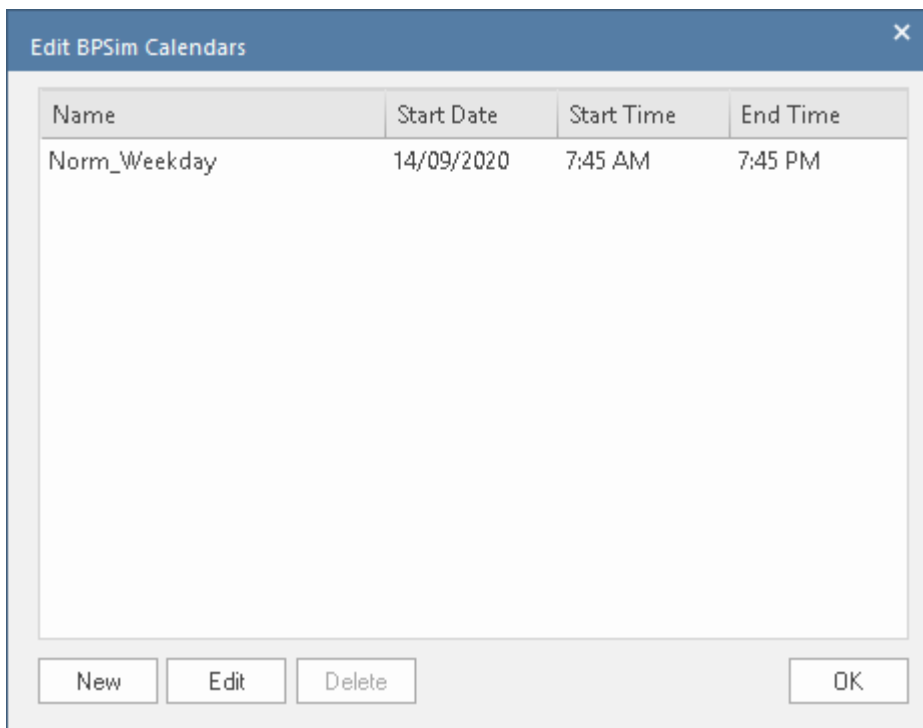 Edit BPSim Calendars
Name Start Date Start Time End Time
Norm_Weekday 14/09/2020 7:45 AM 7:45 PM
New Edit Delete OK